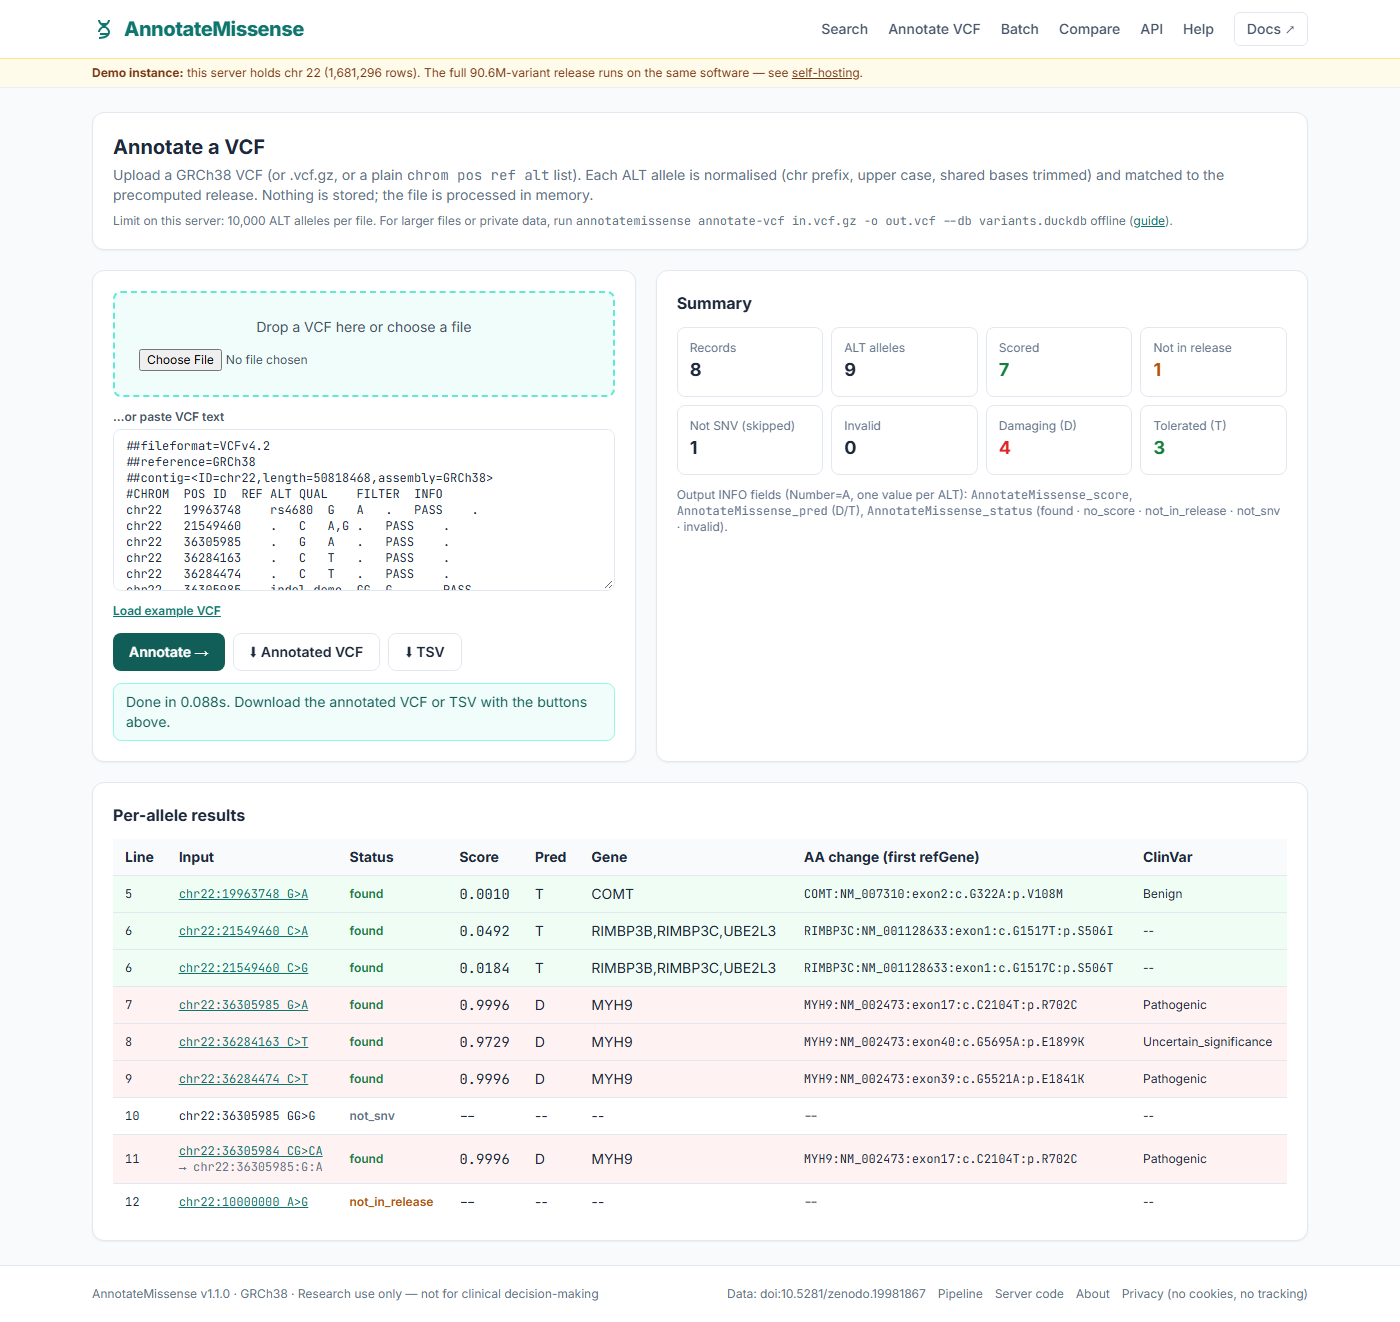 AnnotateMissense
Search Annotate VCF Batch Compare API Help Docs ↗
Demo instance: this server holds chr 22 (1,681,296 rows). The full 90.6M-variant release runs on the same software — see self-hosting.
Annotate a VCF
Upload a GRCh38 VCF (or .vcf.gz, or a plain chrom pos ref alt list). Each ALT allele is normalised (chr prefix, upper case, shared bases trimmed) and matched to the
precomputed release. Nothing is stored; the file is processed in memory.
Limit on this server: 10,000 ALT alleles per file. For larger files or private data, run annotatemissense annotate-vcf in.vcf.gz -o out.vcf --db variants.duckdb offline (guide).
Drop a VCF here or choose a file
Choose File No file chosen
...or paste VCF text
##fileformat=VCFv4.2
##reference=GRCh38
##contig=<ID=chr22,length=50818468,assembly=GRCh38>
#CHROM POS ID REF ALT QUAL FILTER INFO
chr22 19963748 rs4680 G A . PASS .
chr22 21549460 . C A,G . PASS .
chr22 36305985 . G A . PASS .
chr22 36284163 . C T . PASS .
chr22 36284474 . C T . PASS .
chr22 36305985 indel_demo GG G . PASS
Load example VCF
Annotate → ⬇ Annotated VCF ⬇ TSV
Done in 0.088s. Download the annotated VCF or TSV with the buttons
above.
Summary
Records ALT alleles Scored Not in release
8 9 7 1
Not SNV (skipped) Invalid Damaging (D) Tolerated (T)
1 0 4 3
Output INFO fields (Number=A, one value per ALT): AnnotateMissense_score,
AnnotateMissense_pred (D/T), AnnotateMissense_status (found · no_score · not_in_release · not_snv
· invalid).
Per-allele results
Line Input Status Score Pred Gene AA change (first refGene) ClinVar
5 chr22:19963748 G>A found 0.0010 T COMT COMT:NM_007310:exon2:c.G322A:p.V108M Benign
6 chr22:21549460 C>A found 0.0492 T RIMBP3B,RIMBP3C,UBE2L3 RIMBP3C:NM_001128633:exon1:c.G1517T:p.S506I --
6 chr22:21549460 C>G found 0.0184 T RIMBP3B,RIMBP3C,UBE2L3 RIMBP3C:NM_001128633:exon1:c.G1517C:p.S506T --
7 chr22:36305985 G>A found 0.9996 D MYH9 MYH9:NM_002473:exon17:c.C2104T:p.R702C Pathogenic
8 chr22:36284163 C>T found 0.9729 D MYH9 MYH9:NM_002473:exon40:c.G5695A:p.E1899K Uncertain_significance
9 chr22:36284474 C>T found 0.9996 D MYH9 MYH9:NM_002473:exon39:c.G5521A:p.E1841K Pathogenic
10 chr22:36305985 GG>G not_snv -- -- -- -- --
11 chr22:36305984 CG>CA found 0.9996 D MYH9 MYH9:NM_002473:exon17:c.C2104T:p.R702C Pathogenic
→ chr22:36305985:G:A
12 chr22:10000000 A>G not_in_release -- -- -- -- --
AnnotateMissense v1.1.0 · GRCh38 · Research use only — not for clinical decision-making
Data: doi:10.5281/zenodo.19981867 Pipeline Server code About Privacy (no cookies, no tracking)